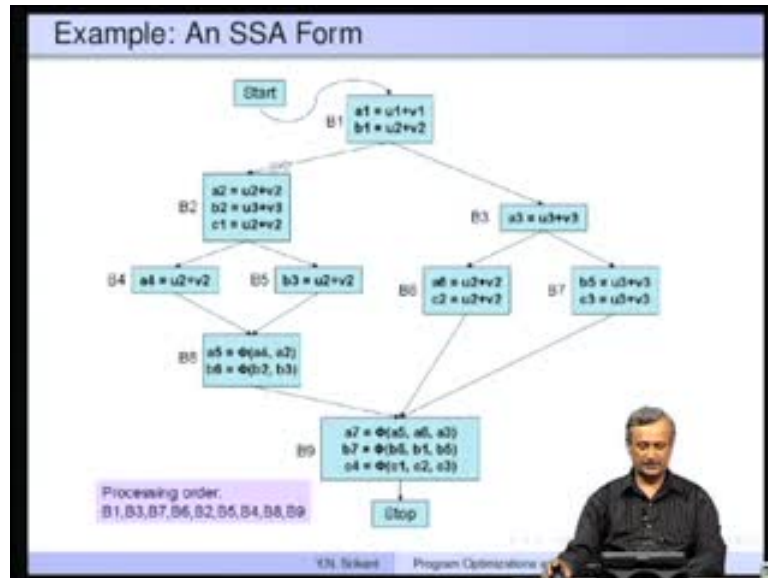 Example: An SSA Form
Start
B1
a1 = u1+v1
b1 = u2+v2
B2
a2 = u2+v2
b2 = u3+v3
c1 = u2+v2
B3
a3 = u3+v3
B4
a4 = u2+v2
B5
b3 = u2+v2
B6
a6 = u2+v2
c2 = u2+v2
B7
b5 = u3+v3
c3 = u3+v3
B8
a5 = Φ(a4, a2)
b6 = Φ(b2, b3)
B9
a7 = Φ(a5, a6, a3)
b7 = Φ(b6, b1, b5)
c4 = Φ(c1, c2, c3)
Processing order:
B1,B3,B7,B6,B2,B5,B4,B8,B9
Stop
Y.N. Srikant
Program Optimizations